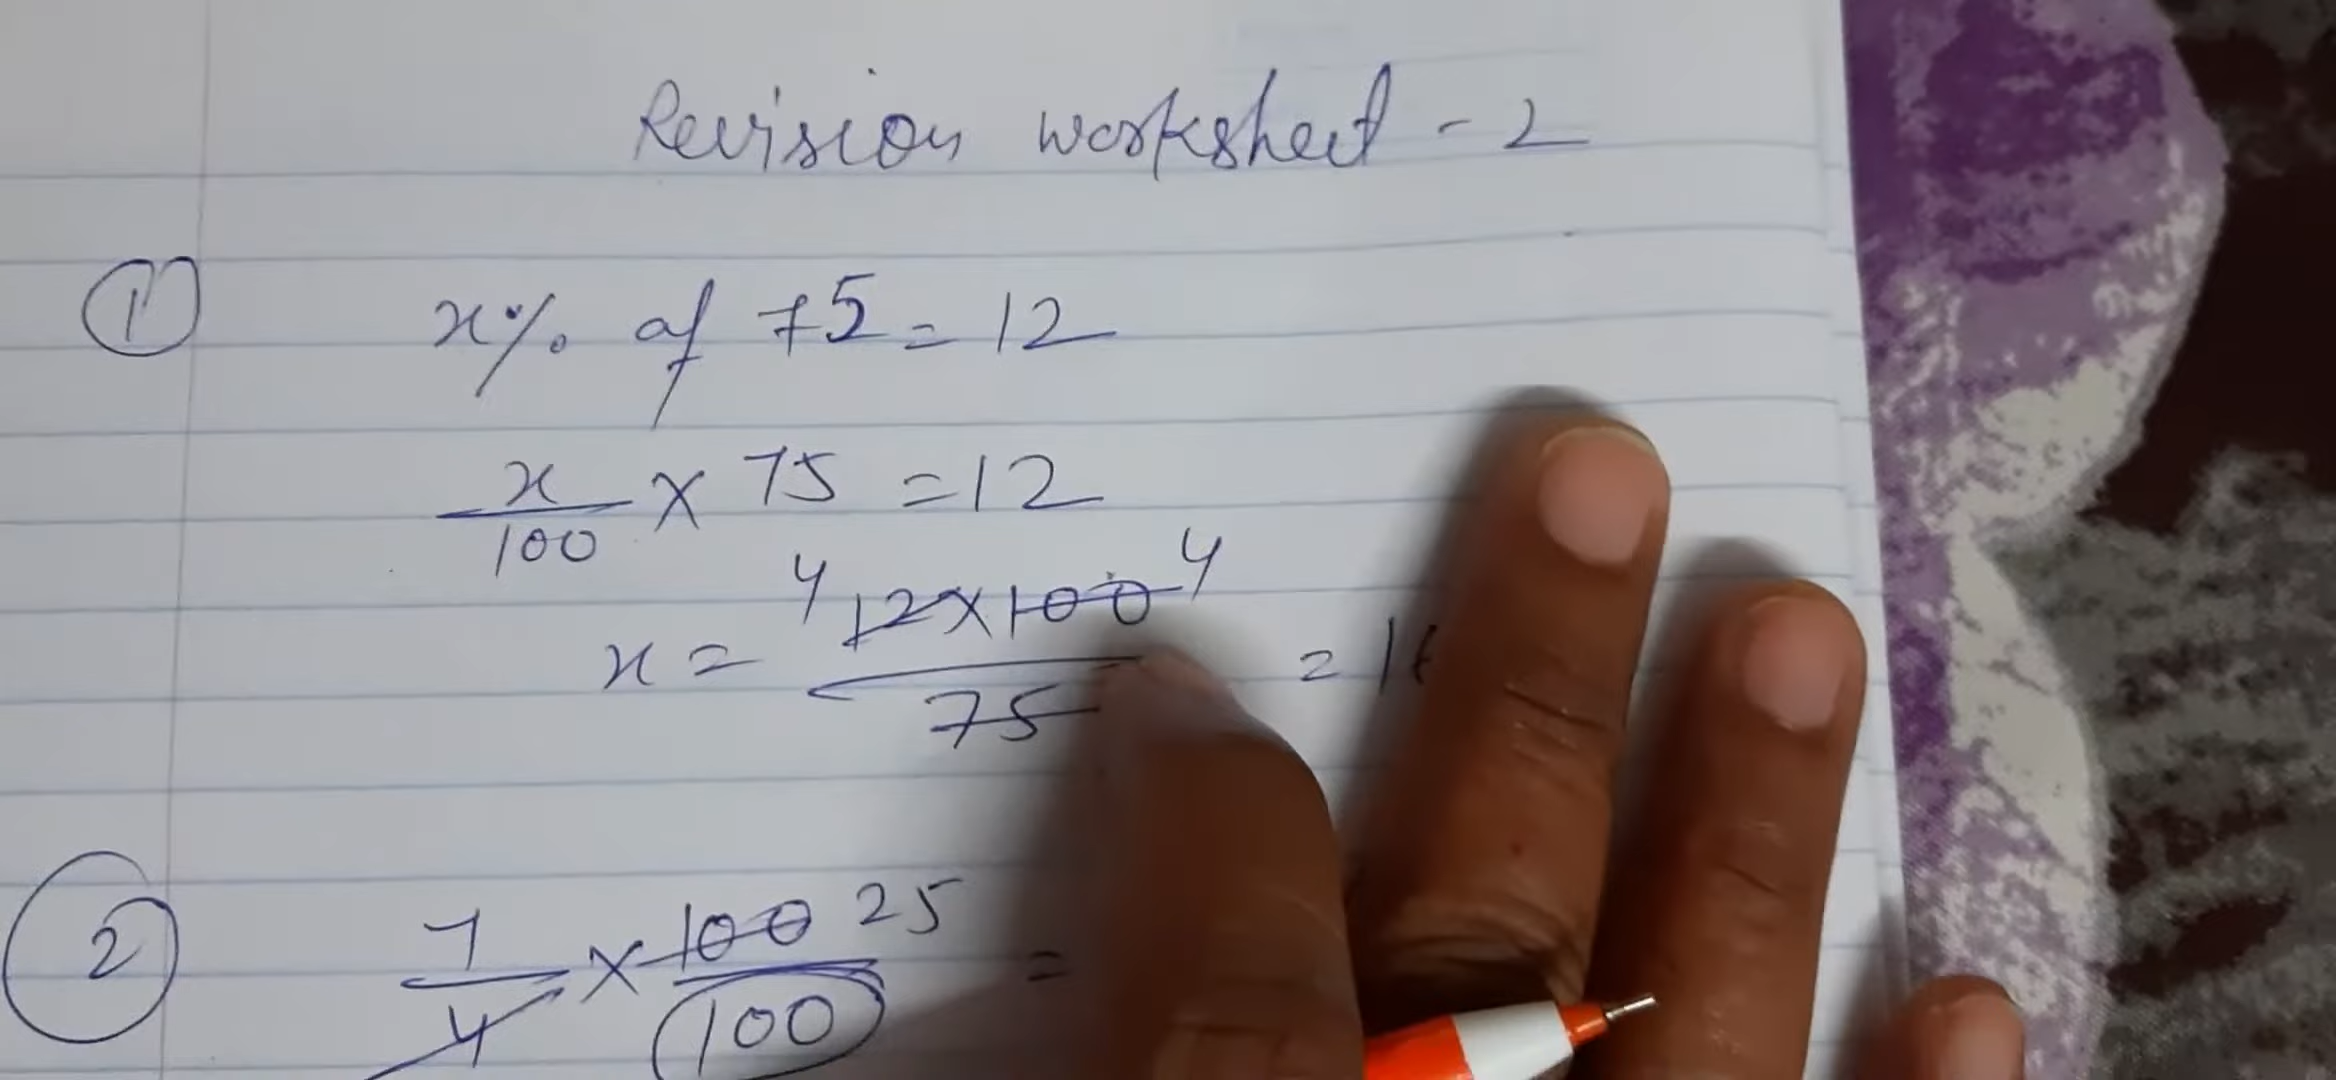 Revision worksheet - 2
① x% of 75 = 12
x/100 × 75 = 12
x = 4 12×100 4 / 75 = 1
② 7/4 × 100 25 / 100 =